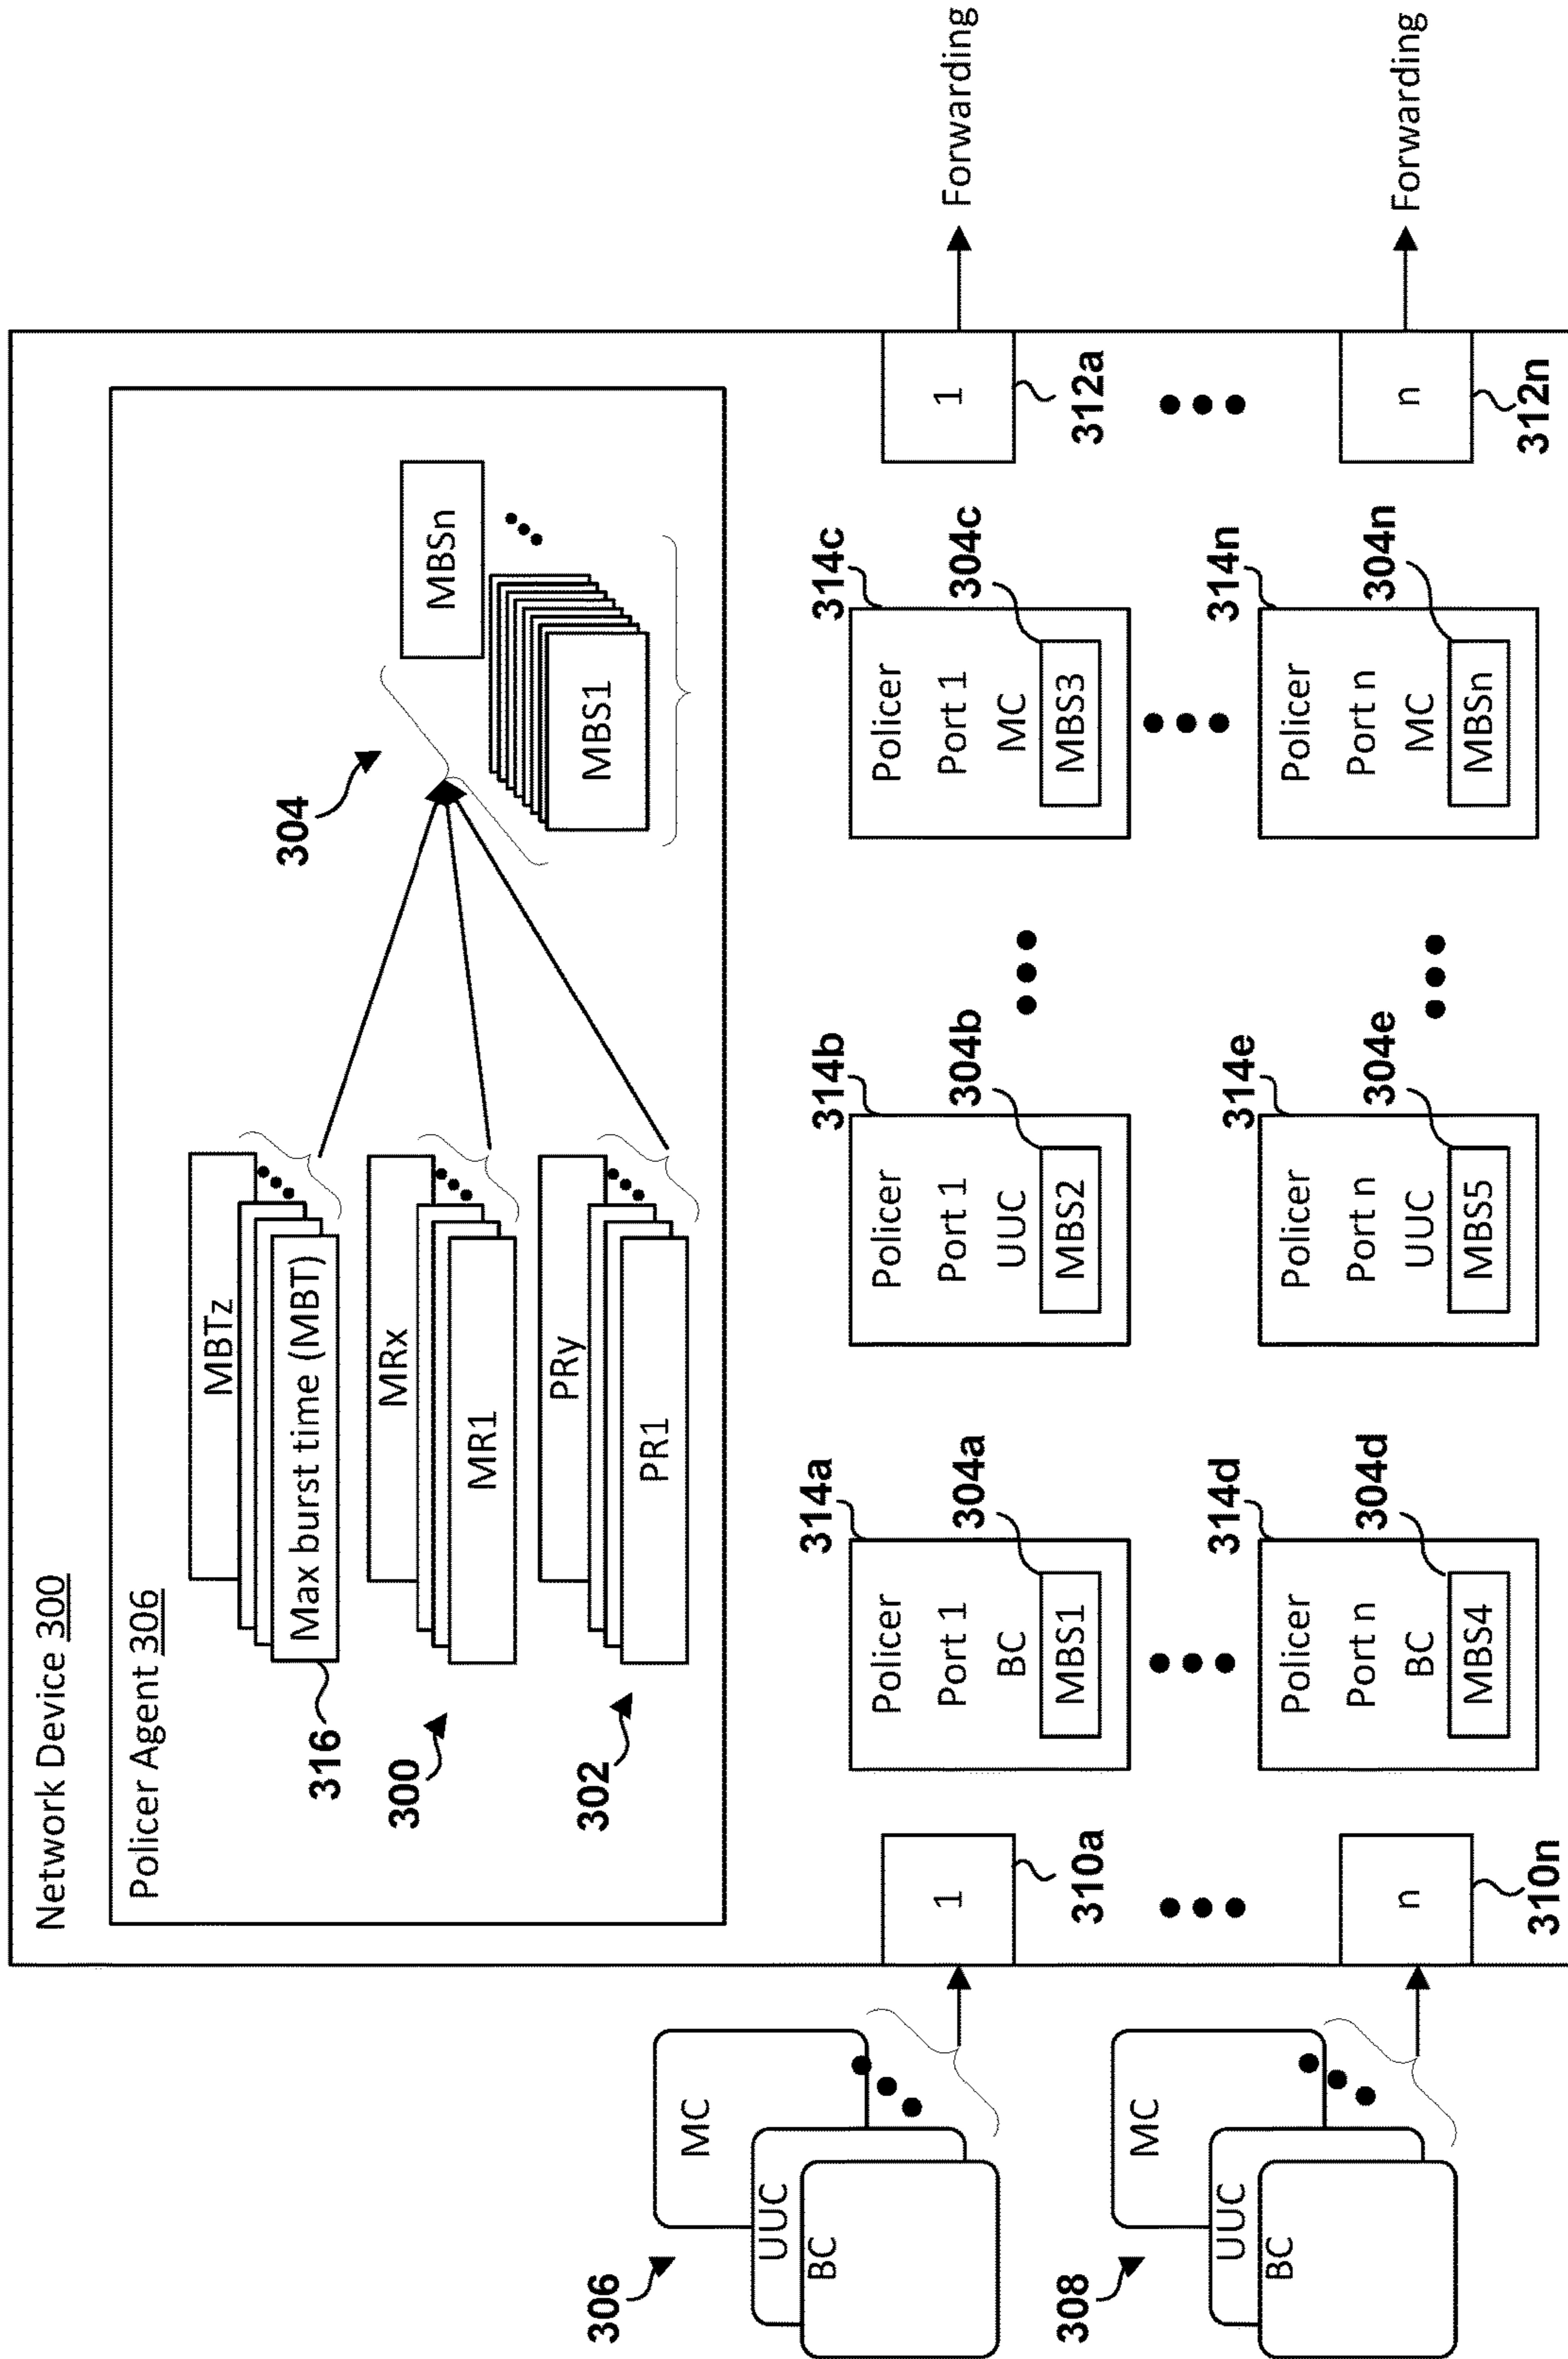 Network Device 300
Policer Agent 306
MBTz
Max burst time (MBT)
316
MRx
MR1
300
PRy
PR1
302
304
MBSn
MBS1
306
MC
UUC
BC
308
MC
UUC
BC
1
310a
n
310n
314a
Policer
Port 1
BC
MBS1
304a
314b
Policer
Port 1
UUC
MBS2
304b
314c
Policer
Port 1
MC
MBS3
304c
314d
Policer
Port n
BC
MBS4
304d
314e
Policer
Port n
UUC
MBS5
304e
314n
Policer
Port n
MC
MBSn
304n
1
312a
Forwarding
n
312n
Forwarding